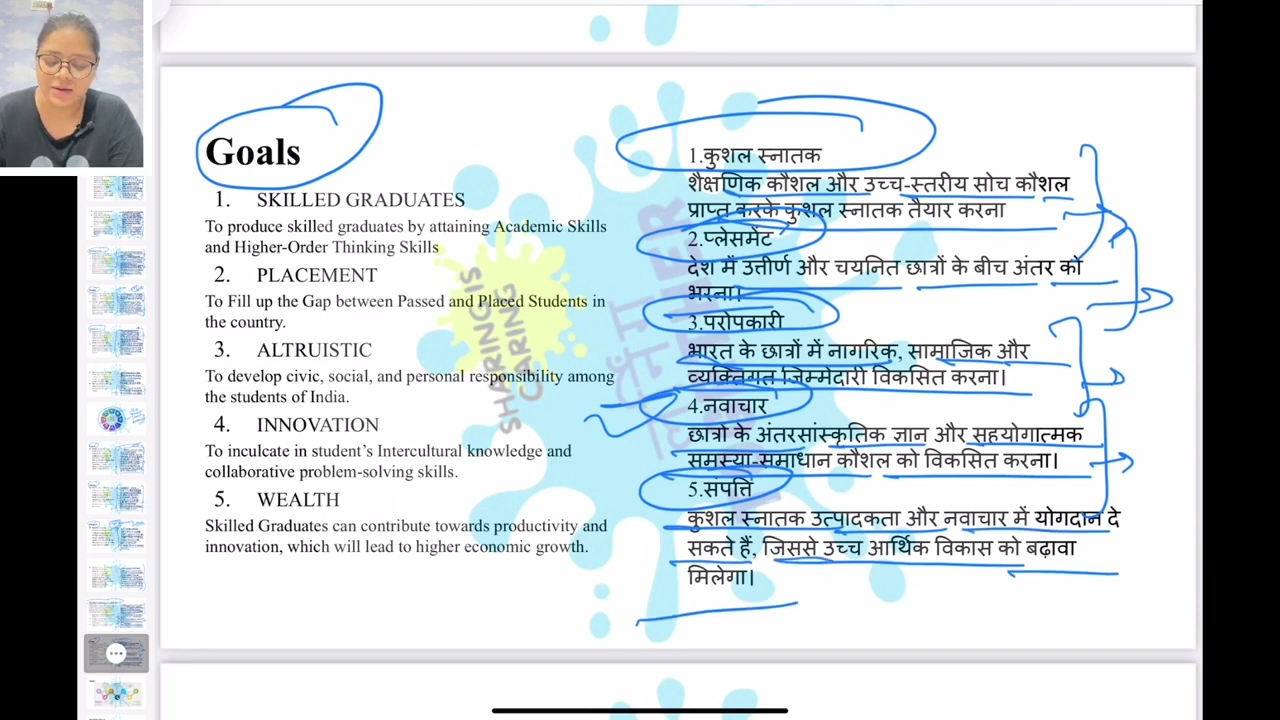 Goals
1. SKILLED GRADUATES
To produce skilled graduates by attaining Academic Skills
and Higher-Order Thinking Skills
2. PLACEMENT
To Fill up the Gap between Passed and Placed Students in
the country.
3. ALTRUISTIC
To develop civic, social and personal responsibility among
the students of India.
4. INNOVATION
To incuticate in student’s Intercultural knowledge and
collaborative problem-solving skills.
5. WEALTH
Skilled Graduates can contribute towards productivity and
innovation, which will lead to higher economic growth.
1.कुशल स्नातक
शैक्षणिक कौशल और उच्च-स्तरीय सोच कौशल
प्राप्त करके कुशल स्नातक तैयार करना
2.प्लेसमेंट
देश में उत्तीर्ण और चयनित छात्रों के बीच अंतर को
भरना।
3.परोपकारी
भारत के छात्रों में नागरिक, सामाजिक और
व्यक्तिगत जिम्मेदारी विकसित करना।
4.नवाचार
छात्रों के अंतरसांस्कृतिक ज्ञान और सहयोगात्मक
समस्या-समाधान कौशल को विकसित करना।
5.संपत्ति
कुशल स्नातक उत्पादकता और नवाचार में योगदान दे
सकते हैं, जिससे उच्च आर्थिक विकास को बढ़ावा
मिलेगा।